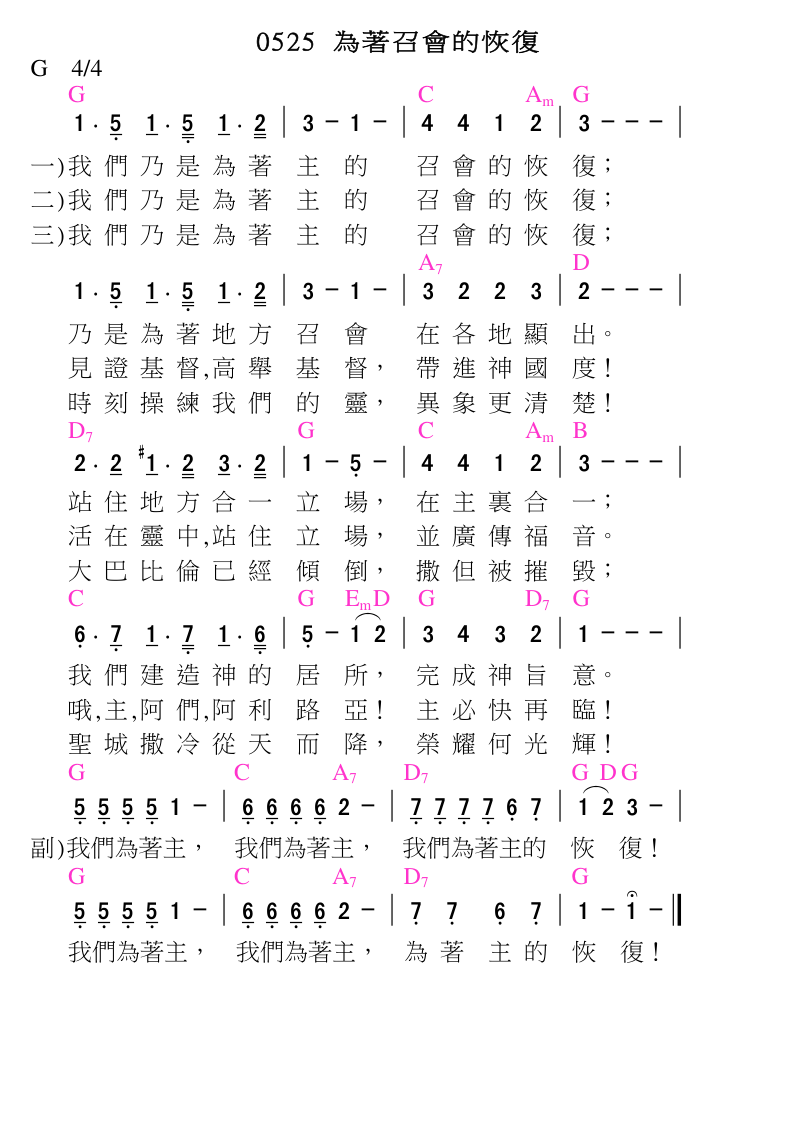 0525 為著召會的恢復
G 4/4
G C Am G
1 . 5 1 . 5 1 . 2 | 3 – 1 – | 4 4 1 2 | 3 – – – |
一)我們乃是為著主的 召會的恢復；
二)我們乃是為著主的 召會的恢復；
三)我們乃是為著主的 召會的恢復；
A7 D
1 . 5 1 . 5 1 . 2 | 3 – 1 – | 3 2 2 3 | 2 – – – |
乃是為著地方召會 在各地顯出。
見證基督,高舉基督， 帶進神國度！
時刻操練我們的靈， 異象更清楚！
D7 G C Am B
2 . 2 #1 . 2 3 . 2 | 1 – 5 – | 4 4 1 2 | 3 – – – |
站住地方合一立場， 在主裏合一；
活在靈中,站住立場， 並廣傳福音。
大巴比倫已經傾倒， 撒但被摧毀；
C G Em D G D7 G
6 . 7 1 . 7 1 . 6 | 5 – 1 2 | 3 4 3 2 | 1 – – – |
我們建造神的居所， 完成神旨意。
哦,主,阿們,阿利路亞！ 主必快再臨！
聖城撒冷從天而降， 榮耀何光輝！
G C A7 D7 G D G
5 5 5 5 1 – | 6 6 6 6 2 – | 7 7 7 7 6 7 | 1 2 3 – |
副)我們為著主， 我們為著主， 我們為著主的 恢 復！
G C A7 D7 G
5 5 5 5 1 – | 6 6 6 6 2 – | 7 7 6 7 | 1 – 1 – ‖
我們為著主， 我們為著主， 為著 主的 恢 復！